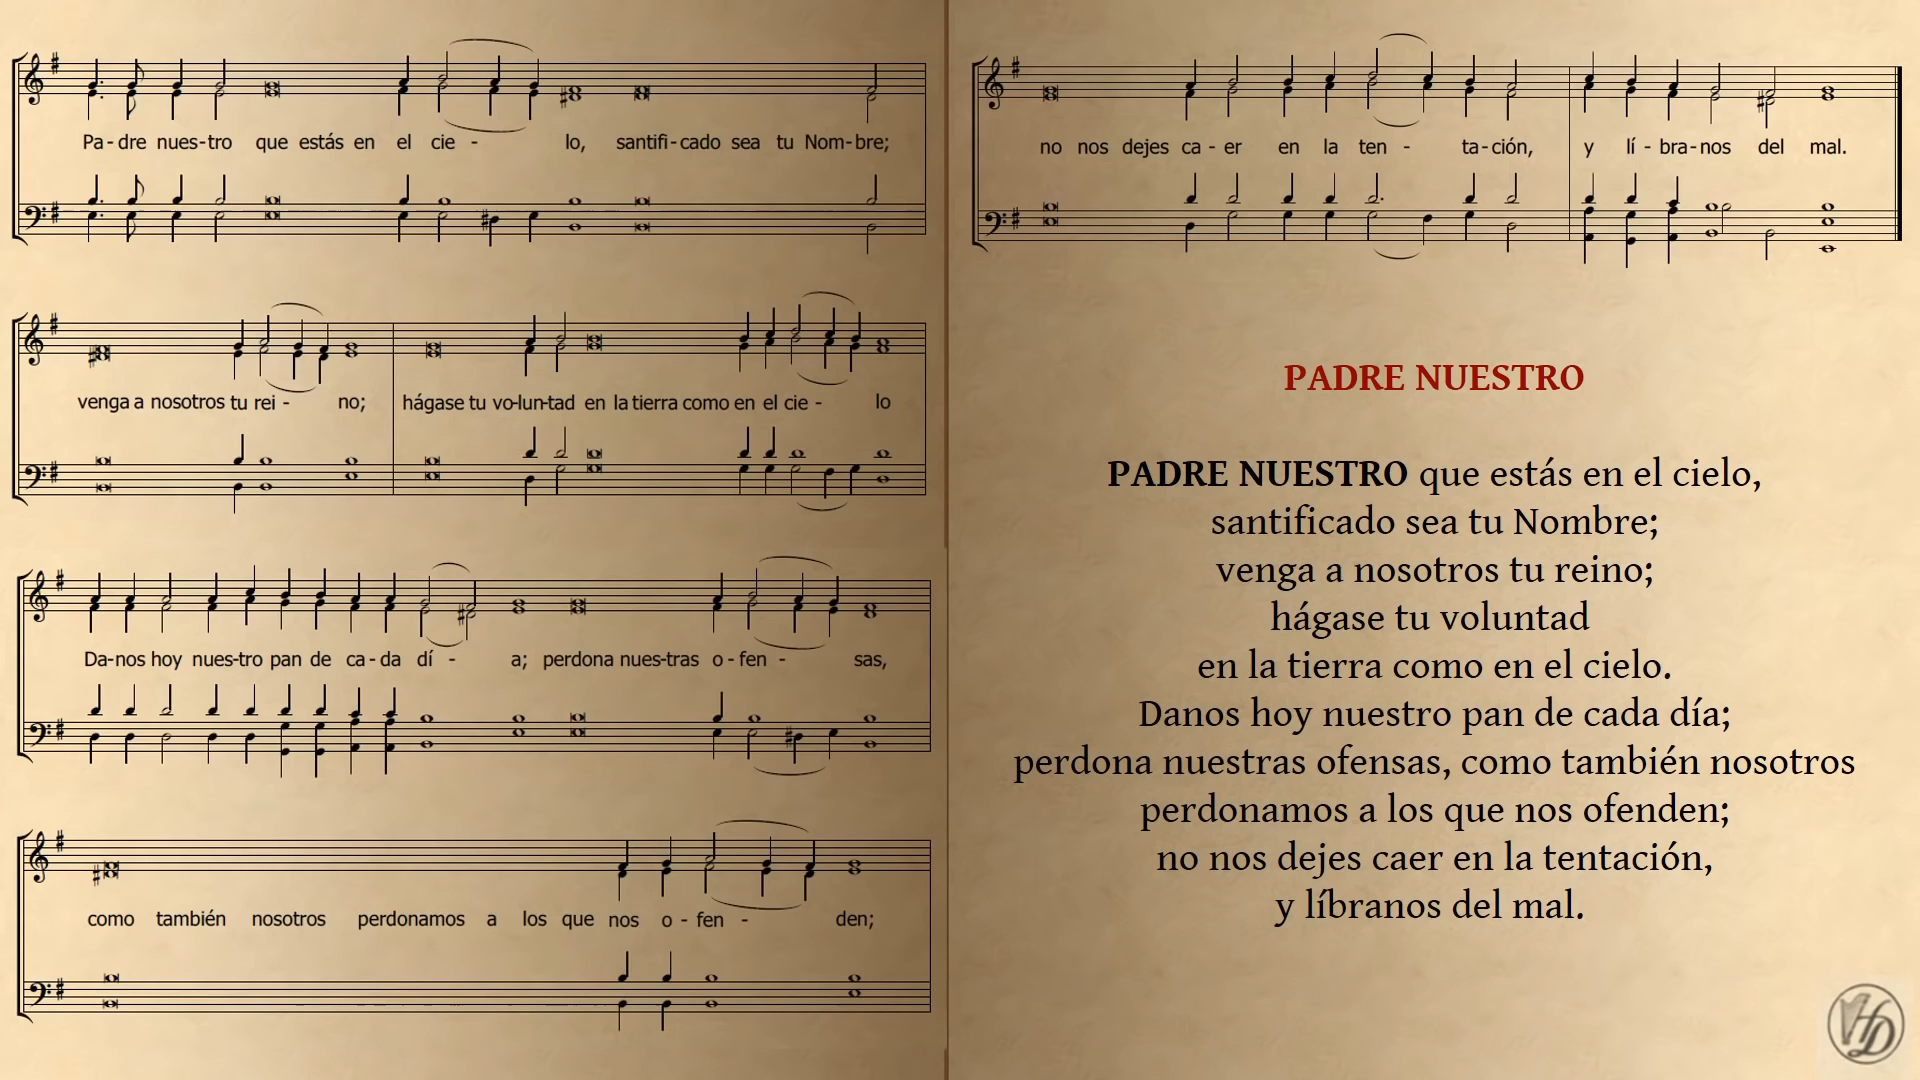 Pa-dre nues-tro que estás en el cie - lo, santifi-cado sea tu Nom-bre;
venga a nosotros tu rei - no; hágase tu vo-lun-tad en la tierra como en el cie - lo
Da-nos hoy nues-tro pan de ca-da dí - a; perdona nues-tras o-fen - sas,
como también nosotros perdonamos a los que nos o-fen - den;
no nos dejes ca-er en la ten - ta-ción, y lí-bra-nos del mal.
PADRE NUESTRO
PADRE NUESTRO que estás en el cielo,
santificado sea tu Nombre;
venga a nosotros tu reino;
hágase tu voluntad
en la tierra como en el cielo.
Danos hoy nuestro pan de cada día;
perdona nuestras ofensas, como también nosotros
perdonamos a los que nos ofenden;
no nos dejes caer en la tentación,
y líbranos del mal.
HD